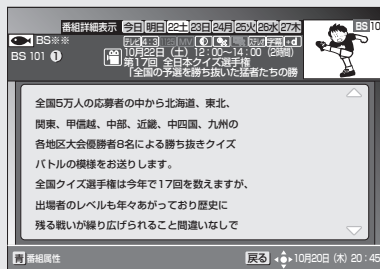 番組詳細表示 今日 明日 22土 23日 24月 25火 26水 27木
BS 10
BS※※
テレビ 4:3 MV 字幕 +d
BS 101 1
10月22日（土）12：00～14：00（2時間）
第17回 全日本クイズ選手権
「全国の予選を勝ち抜いた猛者たちの勝
全国5万人の応募者の中から北海道、東北、
関東、甲信越、中部、近畿、中四国、九州の
各地区大会優勝者8名による勝ち抜きクイズ
バトルの模様をお送りします。
全国クイズ選手権は今年で17回を数えますが、
出場者のレベルも年々あがっており歴史に
残る戦いが繰り広げられること間違いなしで
青 番組属性
戻る 10月20日（木）20：45